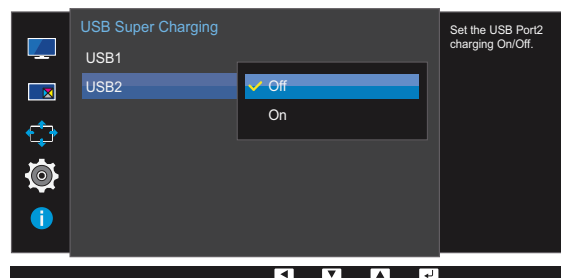 USB Super Charging
USB1
USB2
Off
On
Set the USB Port2
charging On/Off.